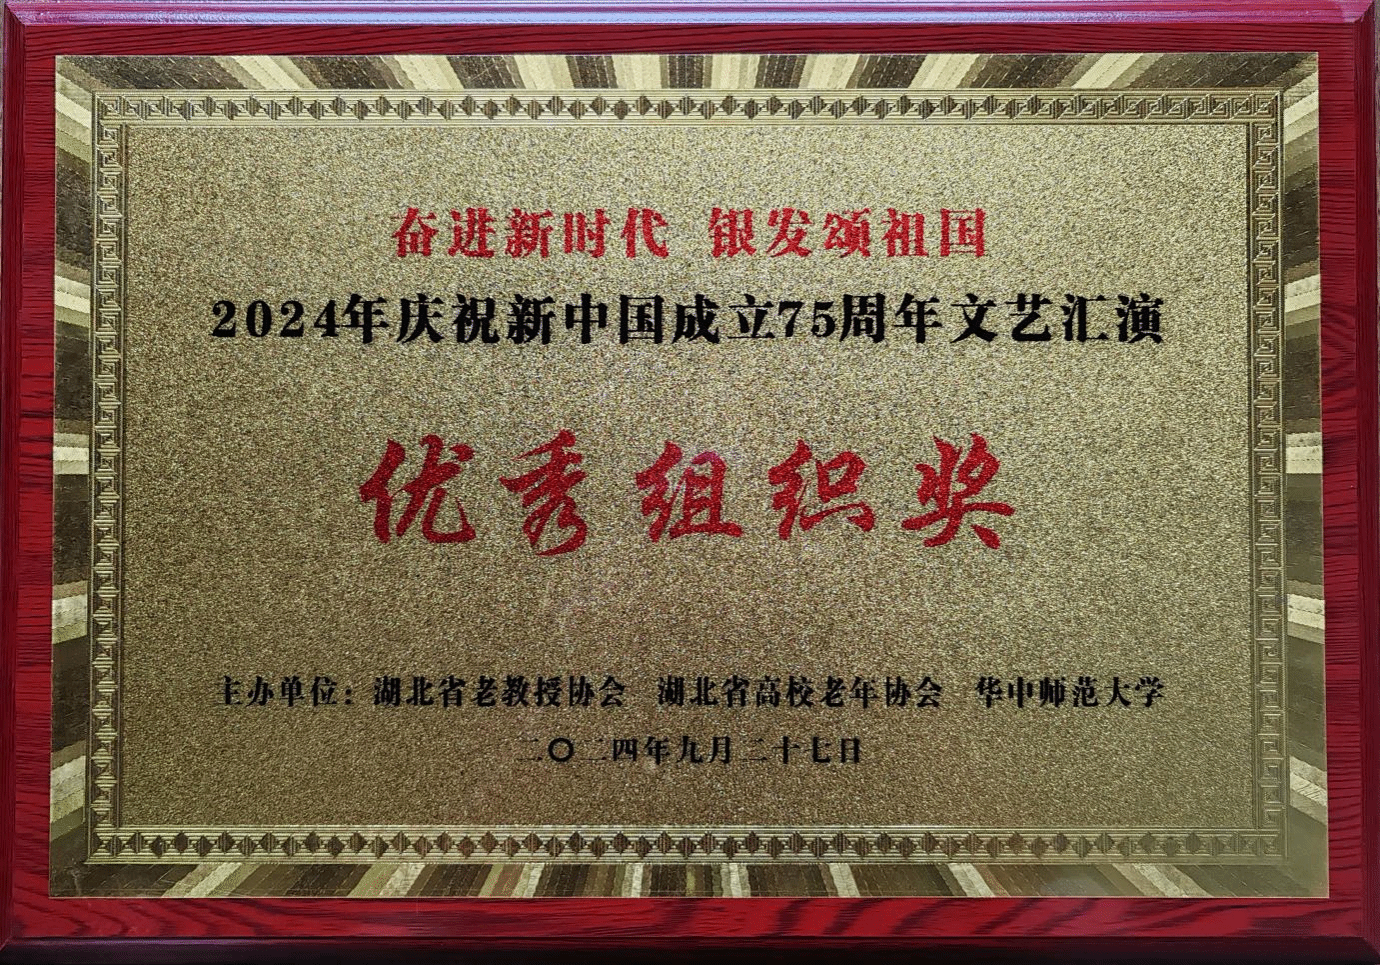 奋进新时代 银发颂祖国
2024年庆祝新中国成立75周年文艺汇演
优秀组织奖
主办单位：湖北省老教授协会 湖北省高校老年协会 华中师范大学
二〇二四年九月二十七日